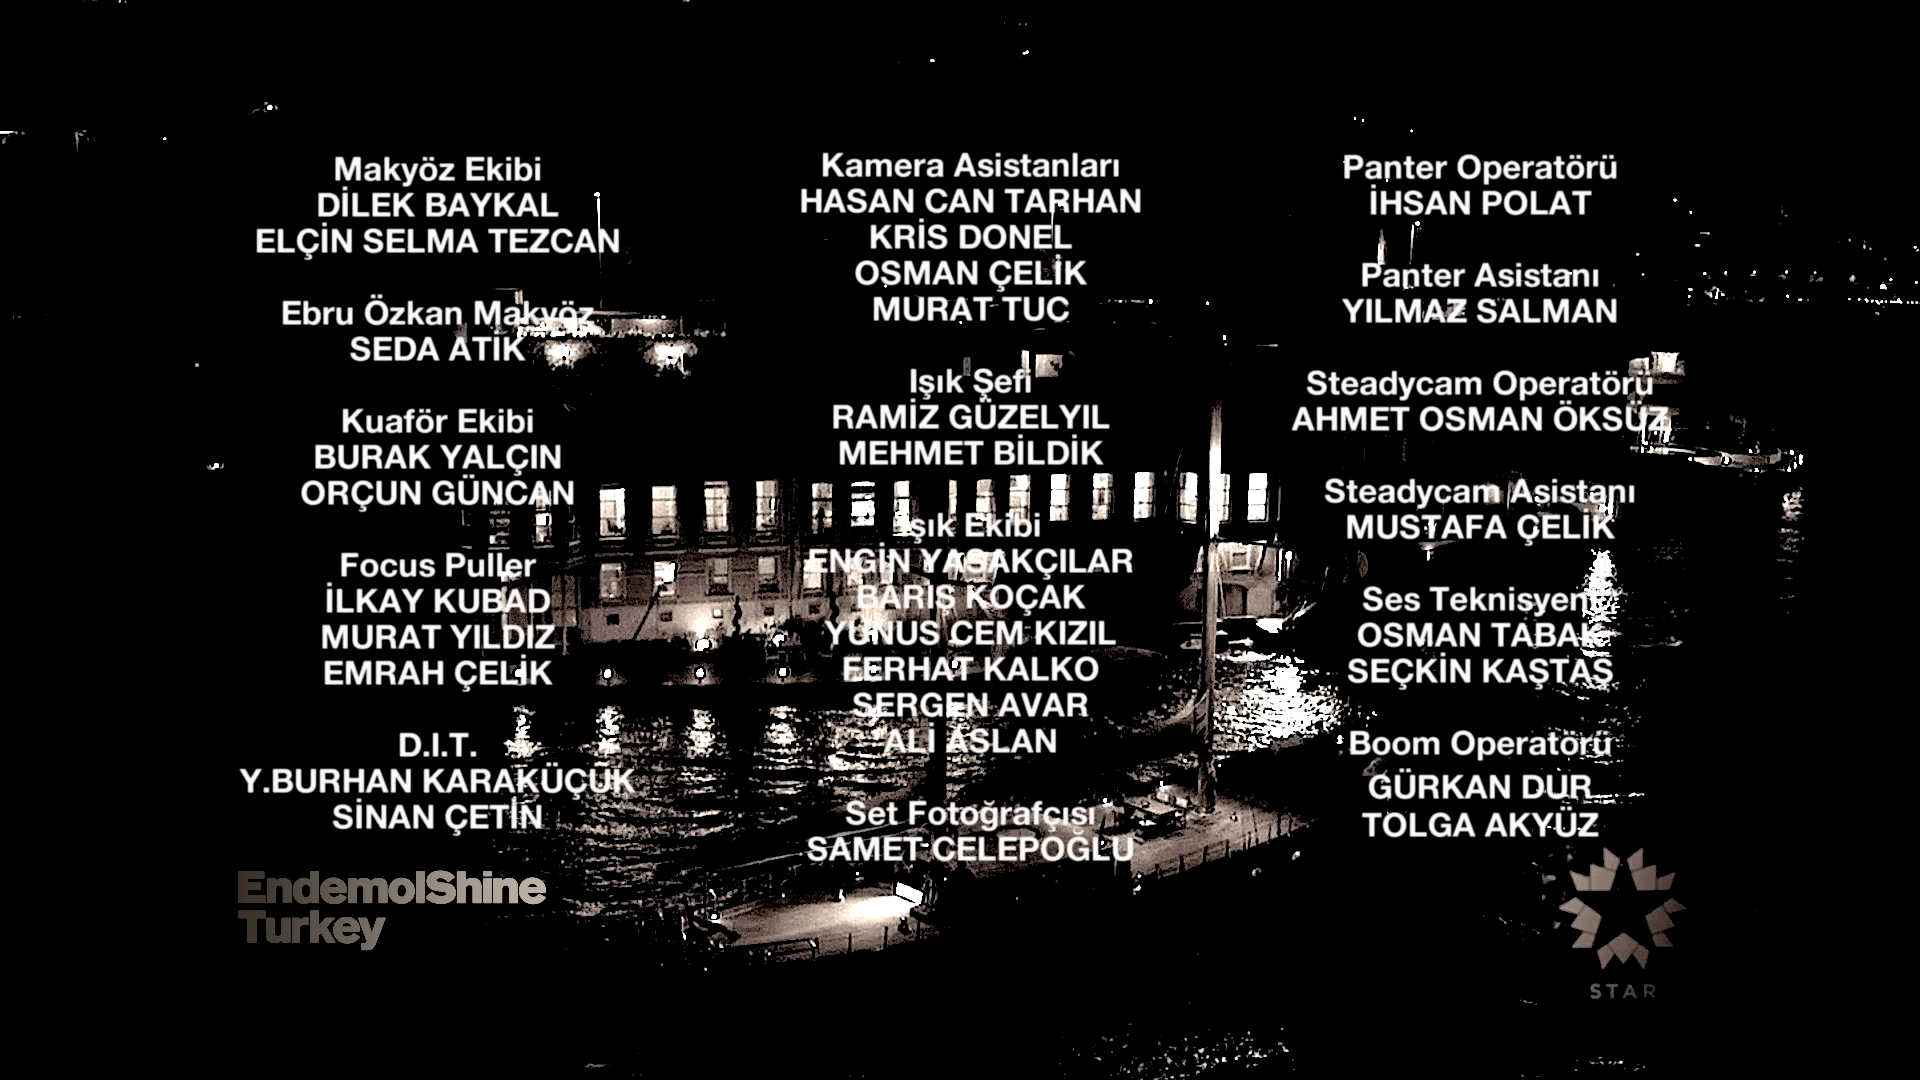 Makyöz Ekibi
DİLEK BAYKAL
ELÇİN SELMA TEZCAN
Ebru Özkan Makyöz
SEDA ATİK
Kuaför Ekibi
BURAK YALÇIN
ORÇUN GÜNCAN
Focus Puller
İLKAY KUBAD
MURAT YILDIZ
EMRAH ÇELİK
D.I.T.
Y.BURHAN KARAKÜÇÜK
SİNAN ÇETİN
Kamera Asistanları
HASAN CAN TARHAN
KRİS DONEL
OSMAN ÇELİK
MURAT TUC
Işık Şefi
RAMİZ GÜZELYIL
MEHMET BİLDİK
Işık Ekibi
ENGİN YASAKÇILAR
BARIŞ KOÇAK
YUNUS CEM KIZIL
FERHAT KALKO
SERGEN AVAR
ALİ ASLAN
Set Fotoğrafçısı
SAMET CELEPOĞLU
Panter Operatörü
İHSAN POLAT
Panter Asistanı
YILMAZ SALMAN
Steadycam Operatörü
AHMET OSMAN ÖKSÜZ
Steadycam Asistanı
MUSTAFA ÇELİK
Ses Teknisyeni
OSMAN TABAK
SEÇKİN KAŞTAŞ
Boom Operatörü
GÜRKAN DUR
TOLGA AKYÜZ
EndemolShine
Turkey
STAR